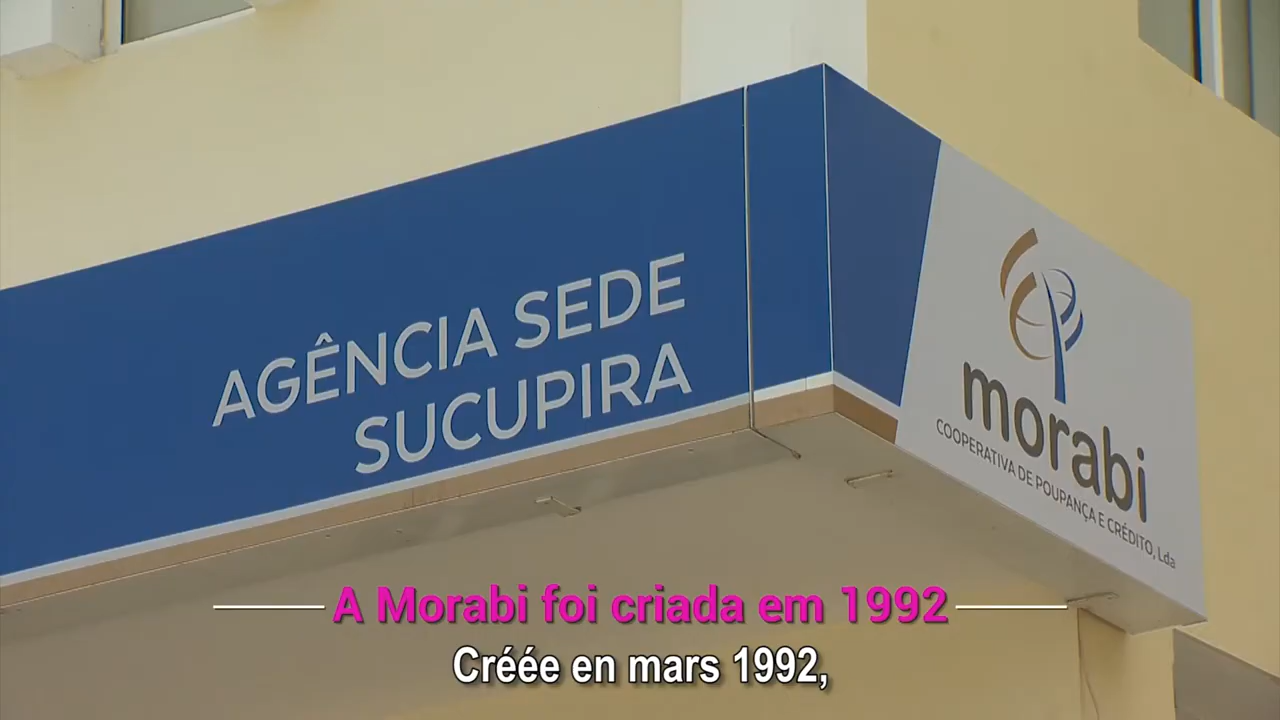 AGÊNCIA SEDE
SUCUPIRA
morabi
COOPERATIVA DE POUPANÇA E CRÉDITO, Lda
A Morabi foi criada em 1992
Créée en mars 1992,